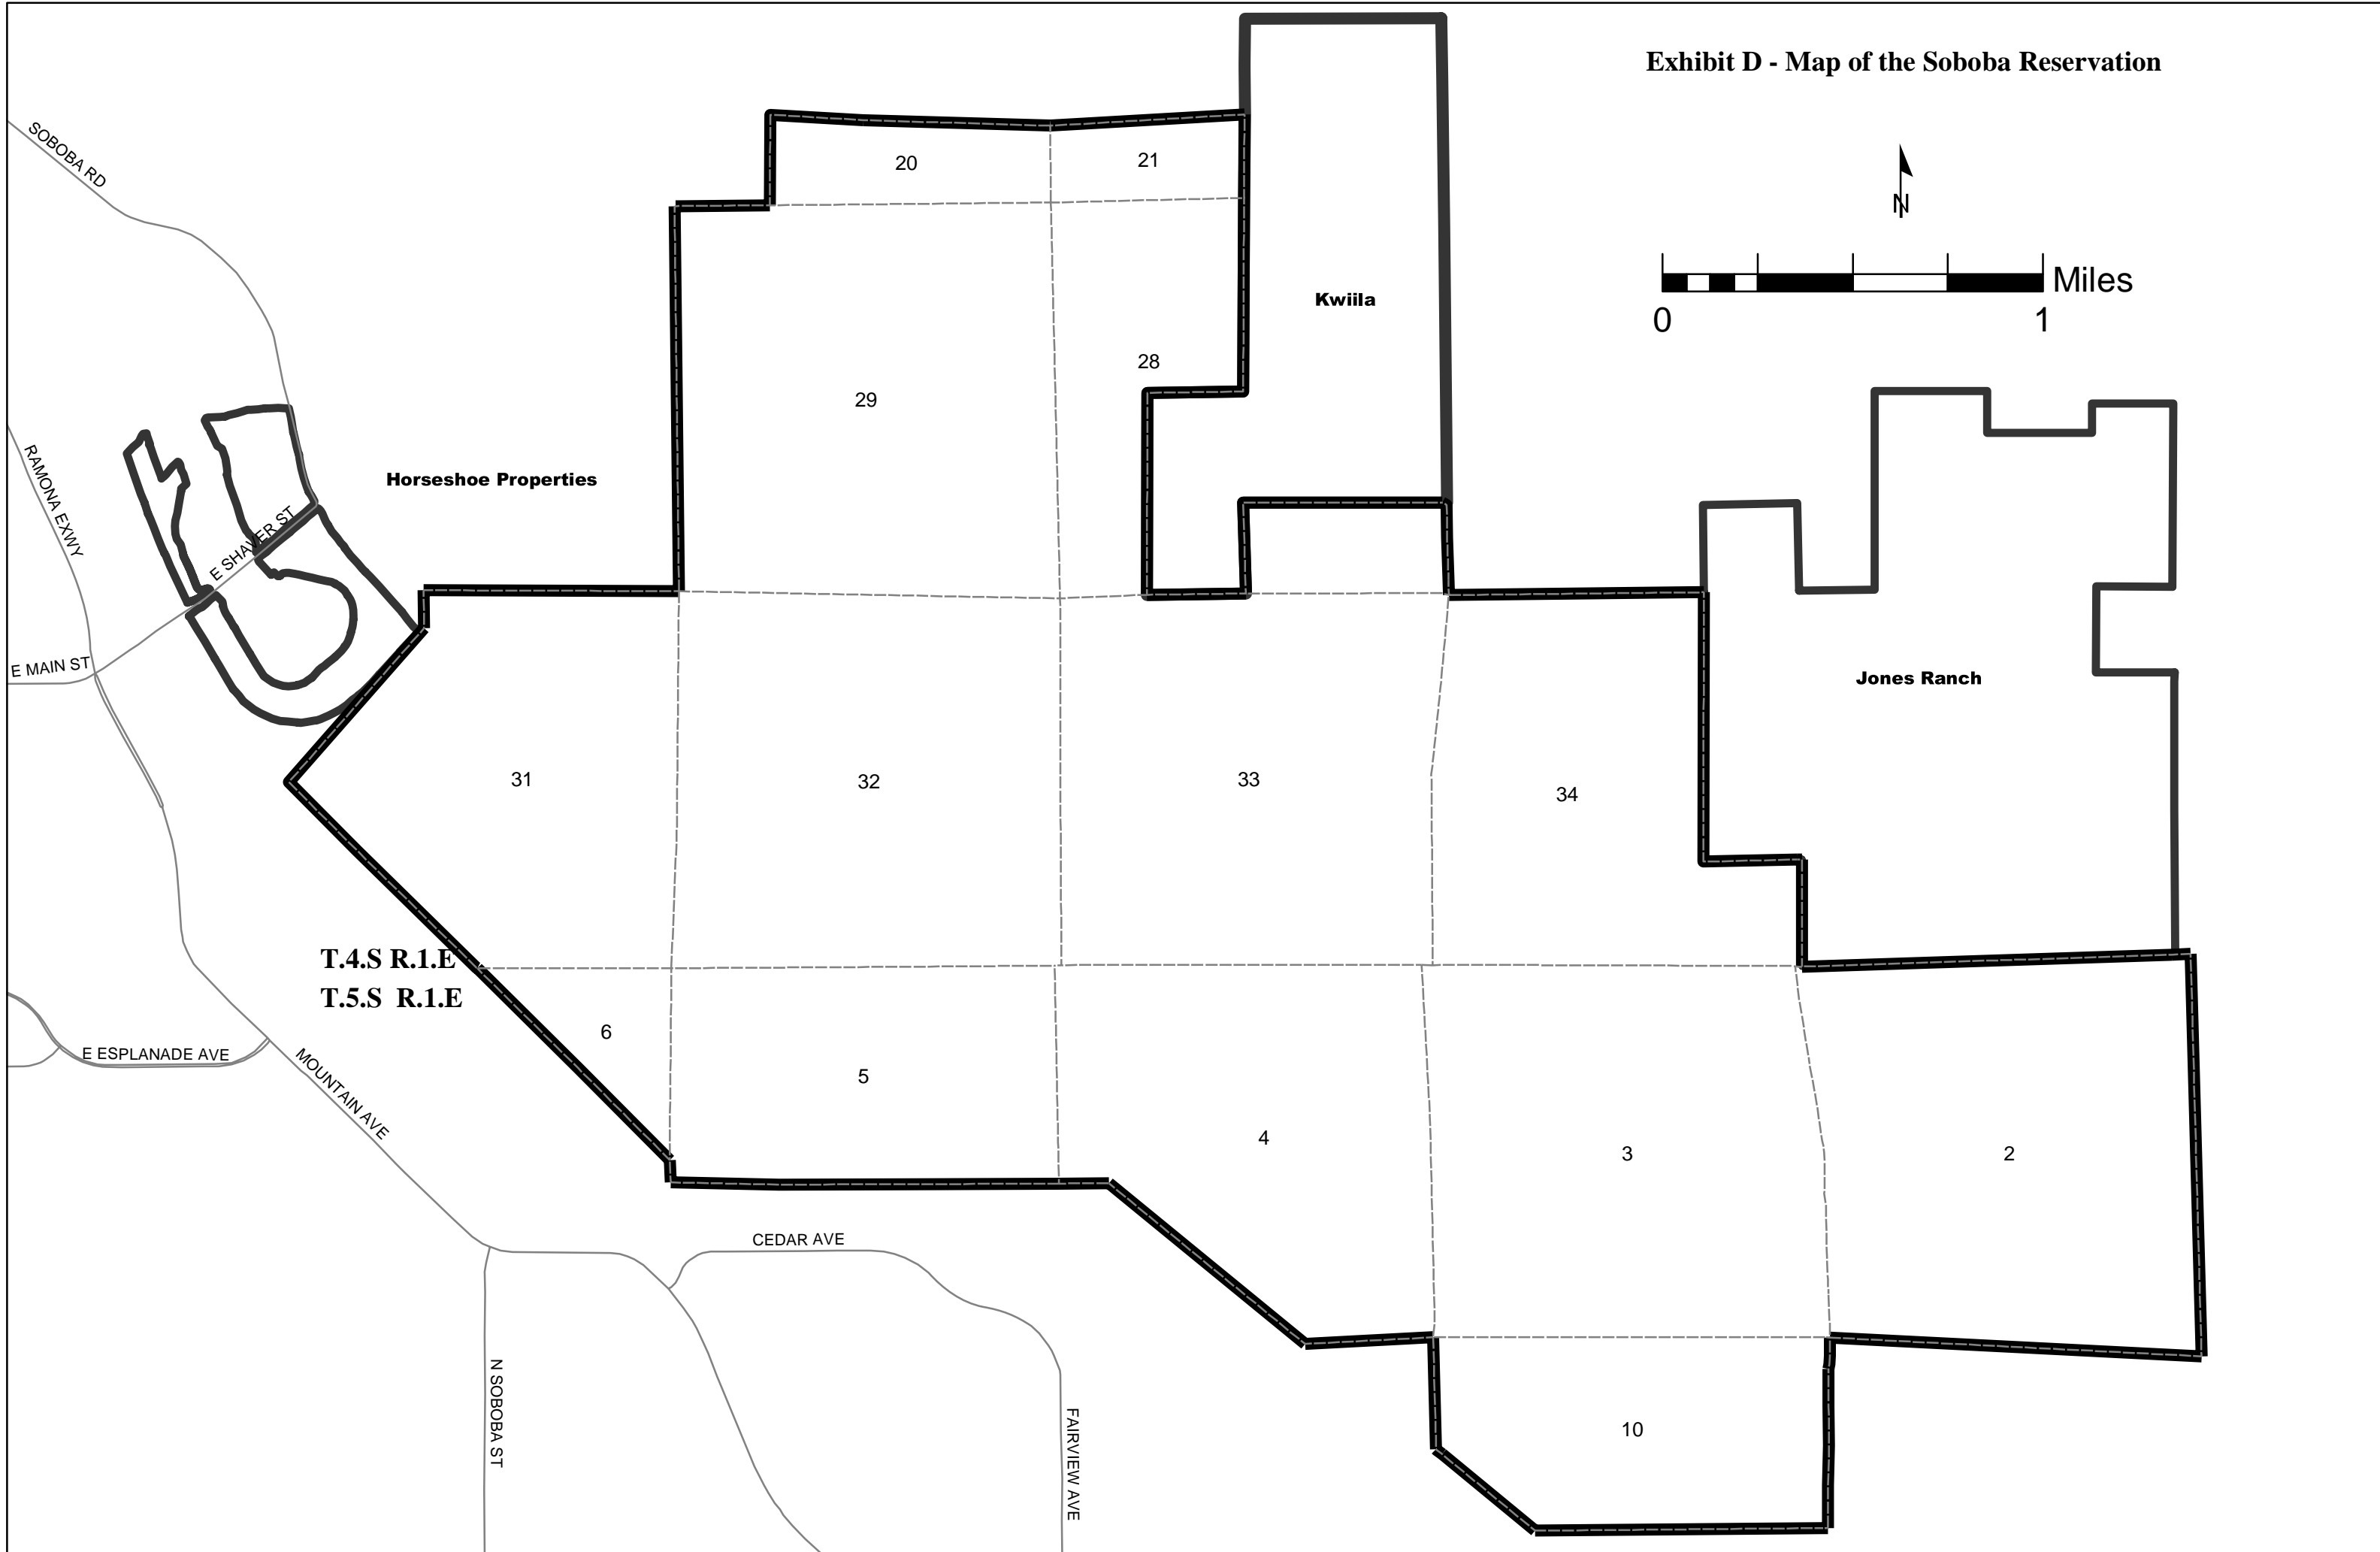 Exhibit D - Map of the Soboba Reservation
N
Miles
0 1
SOBOBA RD
20
21
Kwiila
28
29
RAMONA EXWY
Horseshoe Properties
E SHAVER ST
E MAIN ST
Jones Ranch
31
32
33
34
T.4.S R.1.E
T.5.S R.1.E
6
5
E ESPLANADE AVE
MOUNTAIN AVE
4
3
2
CEDAR AVE
N SOBOBA ST
FAIRVIEW AVE
10